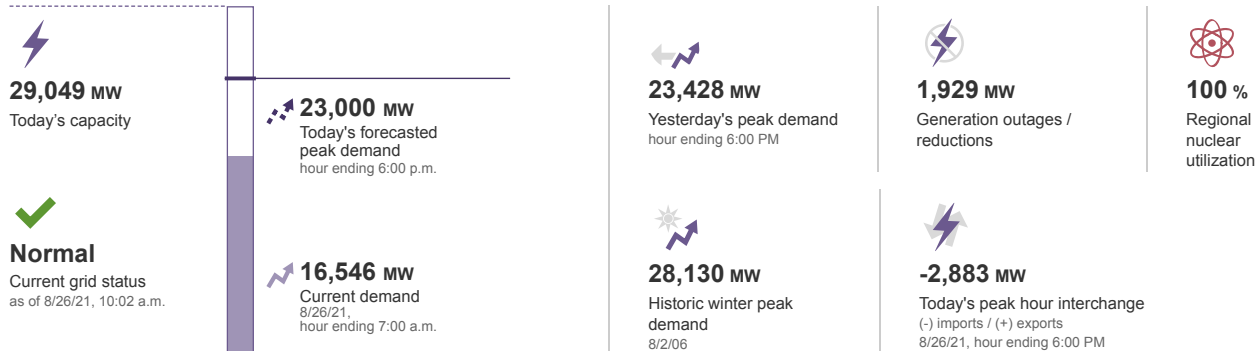 29,049 MW
Today's capacity
Normal
Current grid status
as of 8/26/21, 10:02 a.m.
23,000 MW
Today's forecasted
peak demand
hour ending 6:00 p.m.
16,546 MW
Current demand
8/26/21,
hour ending 7:00 a.m.
23,428 MW
Yesterday's peak demand
hour ending 6:00 PM
1,929 MW
Generation outages /
reductions
100 %
Regional
nuclear
utilization
28,130 MW
Historic winter peak
demand
8/2/06
-2,883 MW
Today's peak hour interchange
(-) imports / (+) exports
8/26/21, hour ending 6:00 PM